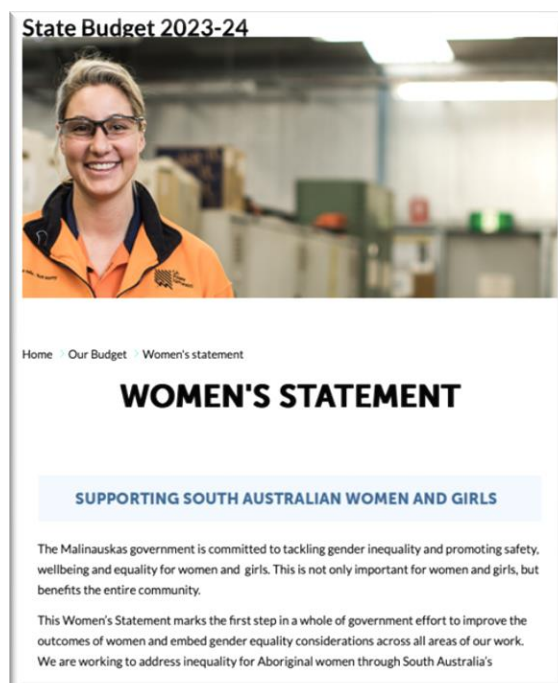 State Budget 2023-24
Home > Our Budget > Women's statement
WOMEN'S STATEMENT
SUPPORTING SOUTH AUSTRALIAN WOMEN AND GIRLS
The Malinauskas government is committed to tackling gender inequality and promoting safety,
wellbeing and equality for women and girls. This is not only important for women and girls, but
benefits the entire community.
This Women's Statement marks the first step in a whole of government effort to improve the
outcomes of women and embed gender equality considerations across all areas of our work.
We are working to address inequality for Aboriginal women through South Australia's